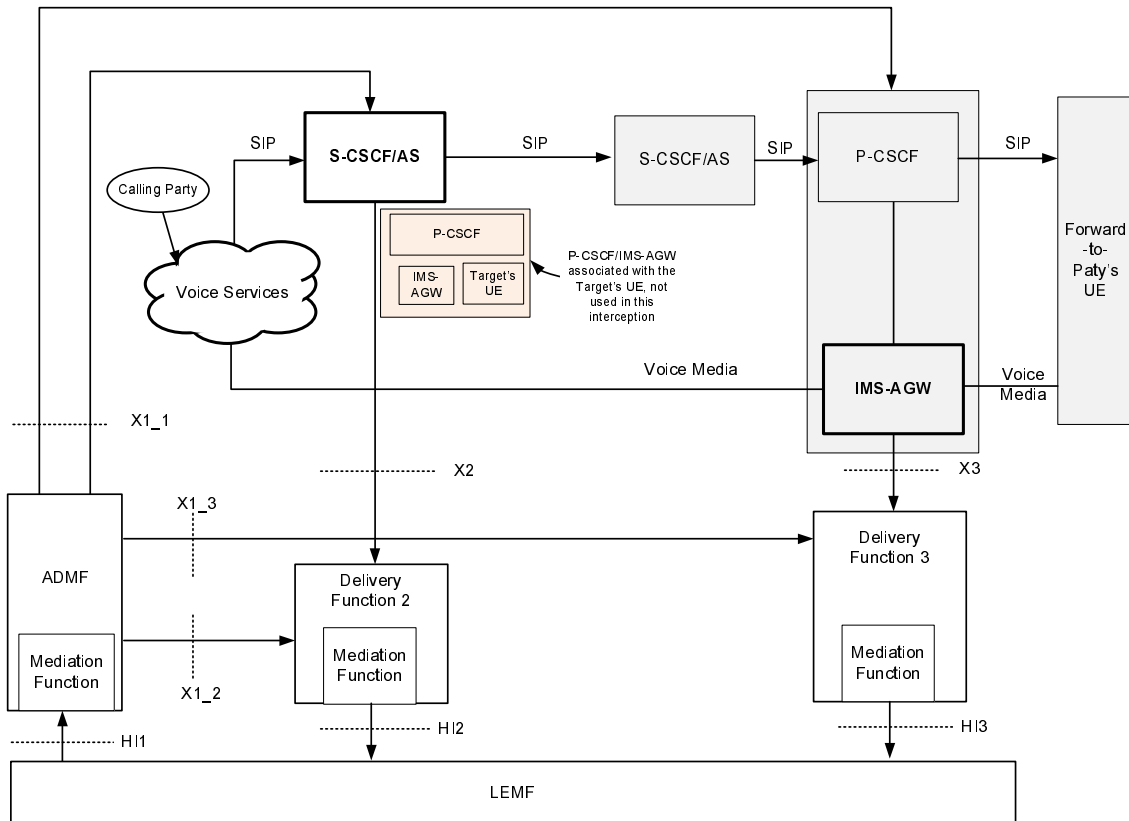 SIP
S-CSCF/AS
SIP
S-CSCF/AS
SIP
P-CSCF
SIP
Calling Party
Voice Services
P-CSCF
IMS-
AGW
Target's
UE
P-CSCF/IMS-AGW
associated with the
Target's UE, not
used in this
interception
Forward
-to-
Paty's
UE
Voice Media
IMS-AGW
Voice
Media
X1_1
X2
X3
X1_3
ADMF
Mediation
Function
X1_2
Delivery
Function 2
Mediation
Function
Delivery
Function 3
Mediation
Function
HI1
HI2
HI3
LEMF